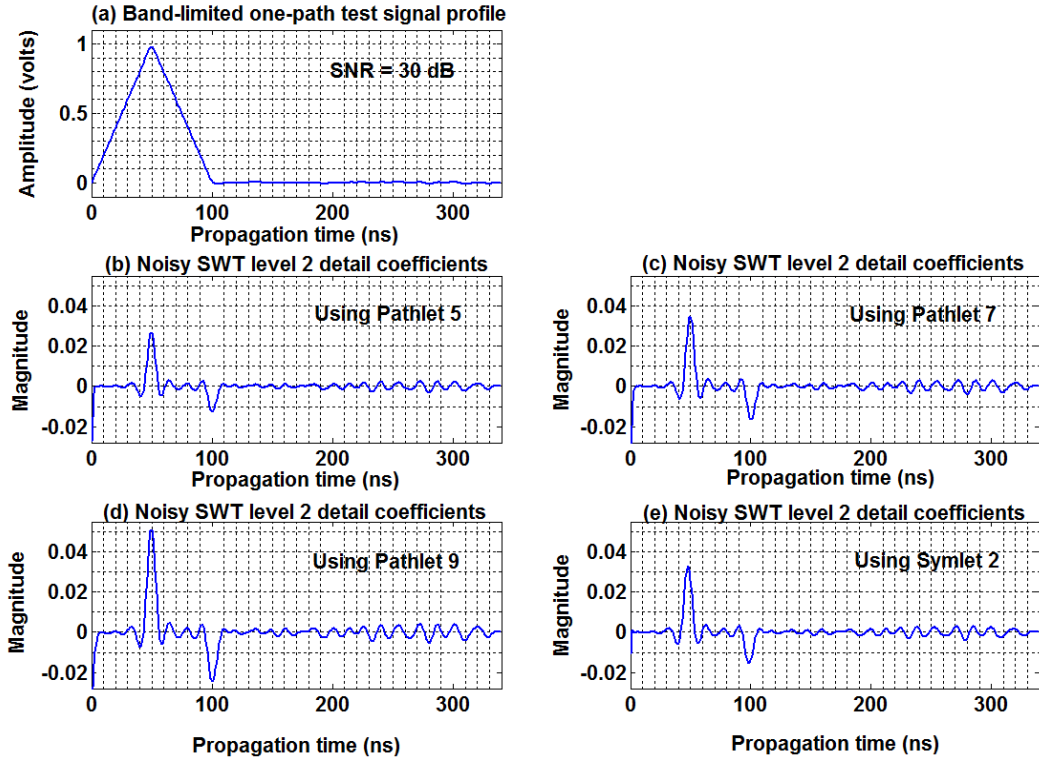 (a) Band-limited one-path test signal profile
SNR = 30 dB
Amplitude (volts)
1
0.5
0
0 100 200 300
Propagation time (ns)
(b) Noisy SWT level 2 detail coefficients
Using Pathlet 5
Magnitude
0.04
0.02
0
-0.02
0 100 200 300
Propagation time (ns)
(c) Noisy SWT level 2 detail coefficients
Using Pathlet 7
Magnitude
0.04
0.02
0
-0.02
0 100 200 300
Propagation time (ns)
(d) Noisy SWT level 2 detail coefficients
Using Pathlet 9
Magnitude
0.04
0.02
0
-0.02
0 100 200 300
Propagation time (ns)
(e) Noisy SWT level 2 detail coefficients
Using Symlet 2
Magnitude
0.04
0.02
0
-0.02
0 100 200 300
Propagation time (ns)